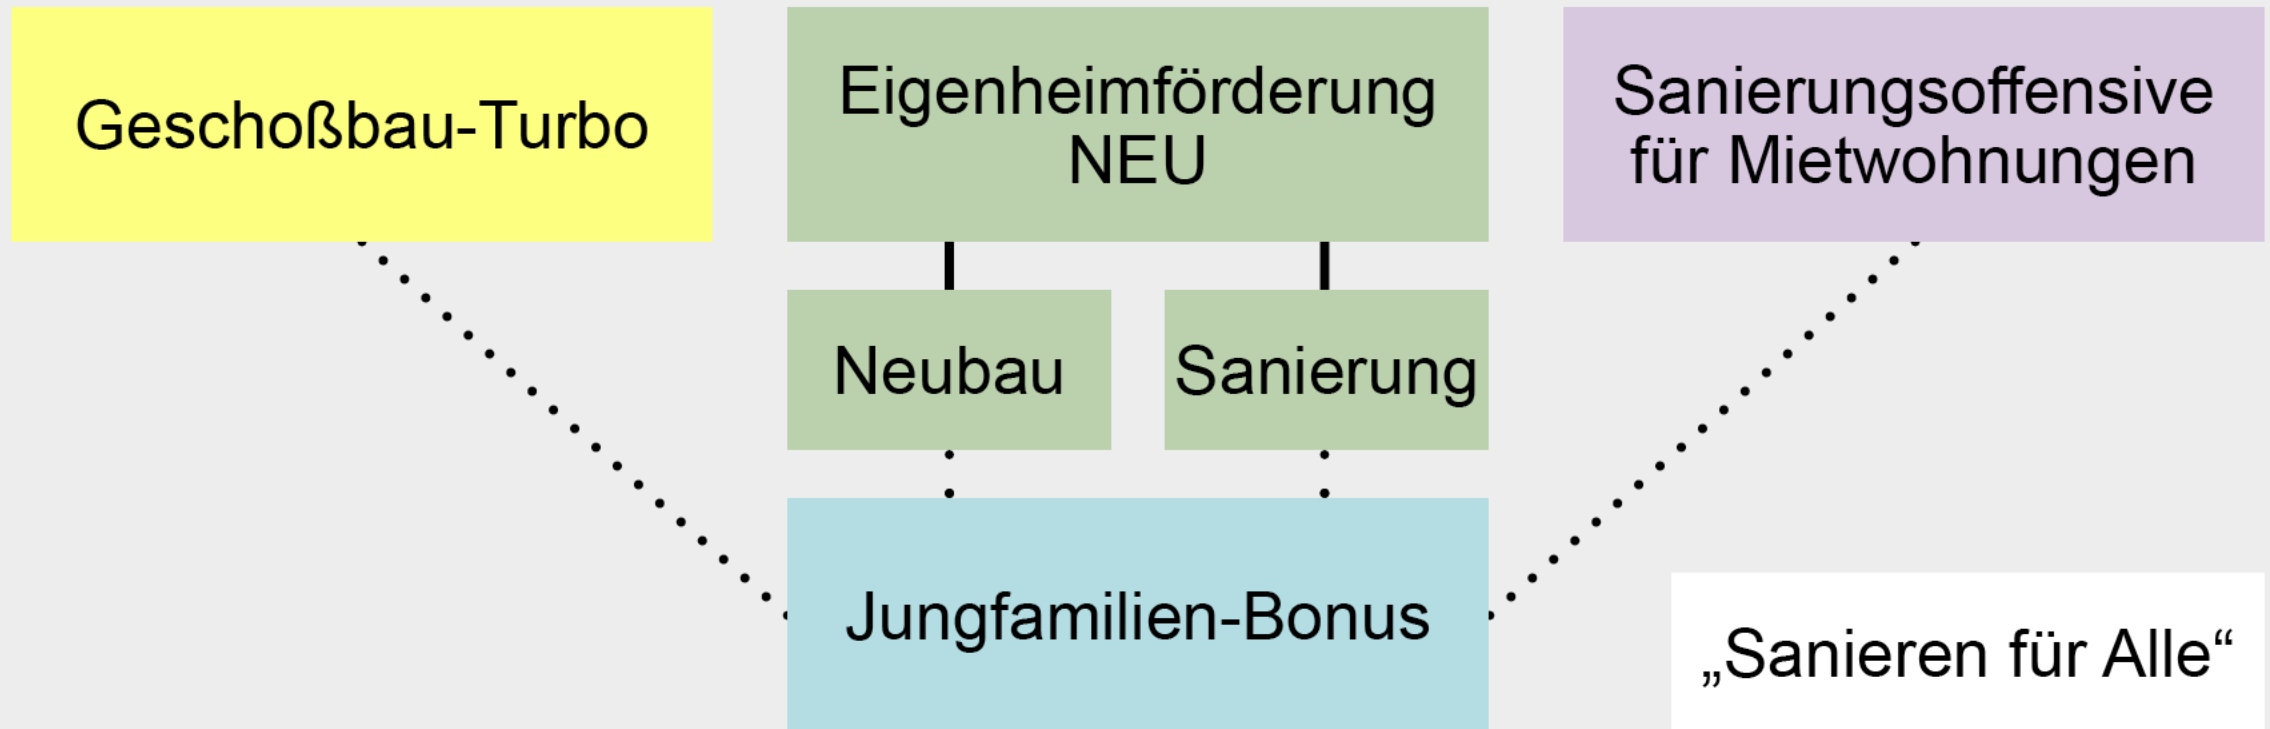 Geschoßbau-Turbo
Eigenheimförderung
NEU
Sanierungsoffensive
für Mietwohnungen
Neubau
Sanierung
Jungfamilien-Bonus
„Sanieren für Alle“